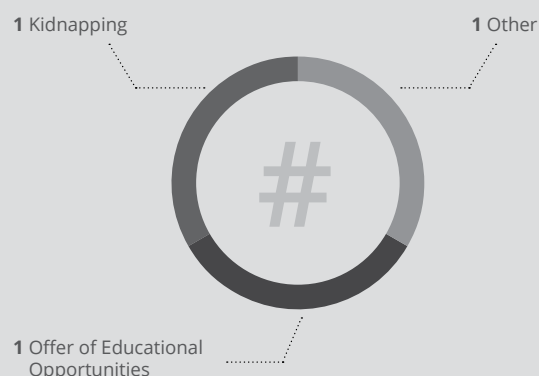 1 Kidnapping
1 Other
#
1 Offer of Educational
Opportunities